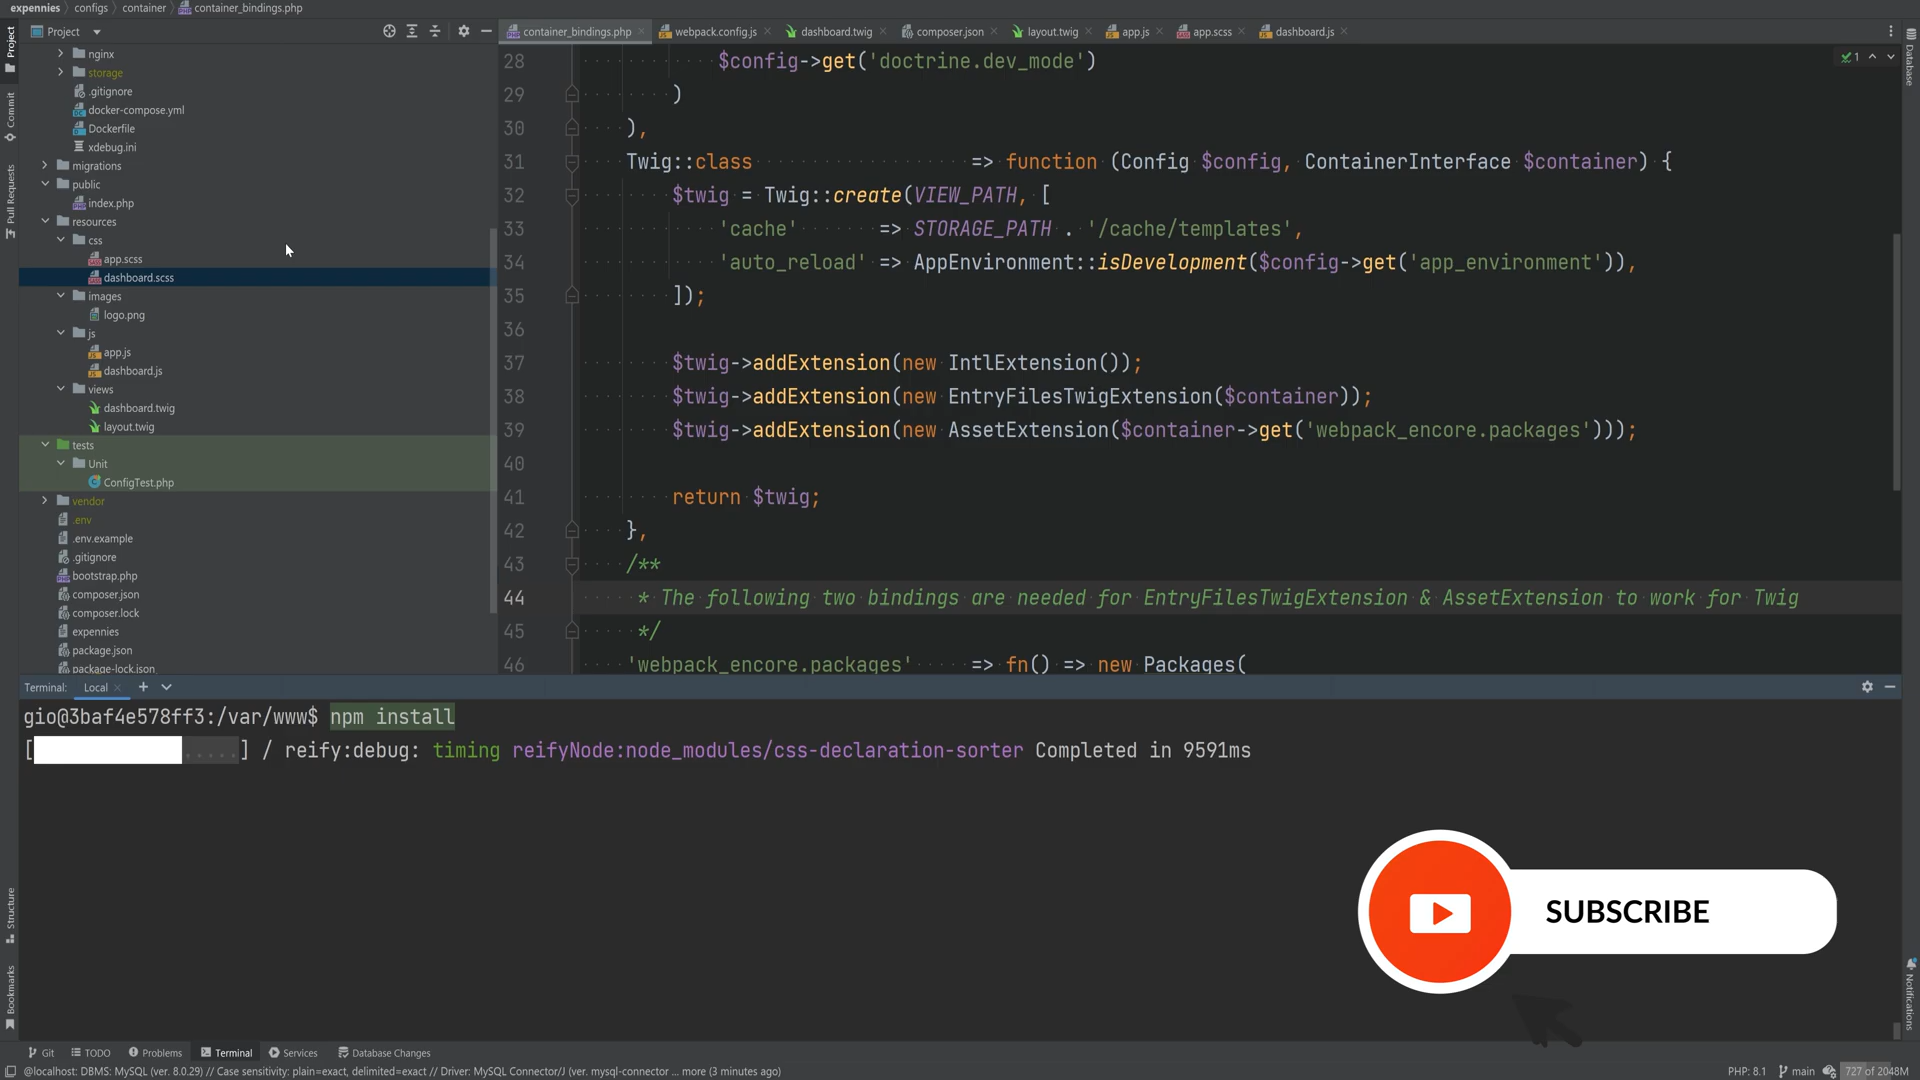 expennies configs container container_bindings.php
Project
container_bindings.php webpack.config.js dashboard.twig composer.json layout.twig app.js app.scss dashboard.js
Project
Commit
Pull Requests
Structure
Bookmarks
nginx
storage
.gitignore
docker-compose.yml
Dockerfile
xdebug.ini
migrations
public
index.php
resources
css
app.scss
dashboard.scss
images
logo.png
js
app.js
dashboard.js
views
dashboard.twig
layout.twig
tests
Unit
ConfigTest.php
vendor
.env
.env.example
.gitignore
bootstrap.php
composer.json
composer.lock
expennies
package.json
package-lock.json
28 $config->get('doctrine.dev_mode')
29 )
30 ),
31 Twig::class => function (Config $config, ContainerInterface $container) {
32 $twig = Twig::create(VIEW_PATH, [
33 'cache' => STORAGE_PATH . '/cache/templates',
34 'auto_reload' => AppEnvironment::isDevelopment($config->get('app_environment')),
35 ]);
36
37 $twig->addExtension(new IntlExtension());
38 $twig->addExtension(new EntryFilesTwigExtension($container));
39 $twig->addExtension(new AssetExtension($container->get('webpack_encore.packages')));
40
41 return $twig;
42 },
43 /**
44 * The following two bindings are needed for EntryFilesTwigExtension & AssetExtension to work for Twig
45 */
46 'webpack_encore.packages' => fn() => new Packages(
1
Database
Notifications
Terminal: Local
gio@3baf4e578ff3:/var/www$ npm install
[ .....] / reify:debug: timing reifyNode:node_modules/css-declaration-sorter Completed in 9591ms
SUBSCRIBE
Git TODO Problems Terminal Services Database Changes
@localhost: DBMS: MySQL (ver. 8.0.29) // Case sensitivity: plain=exact, delimited=exact // Driver: MySQL Connector/J (ver. mysql-connector ... more (3 minutes ago)
PHP: 8.1 main 727 of 2048M